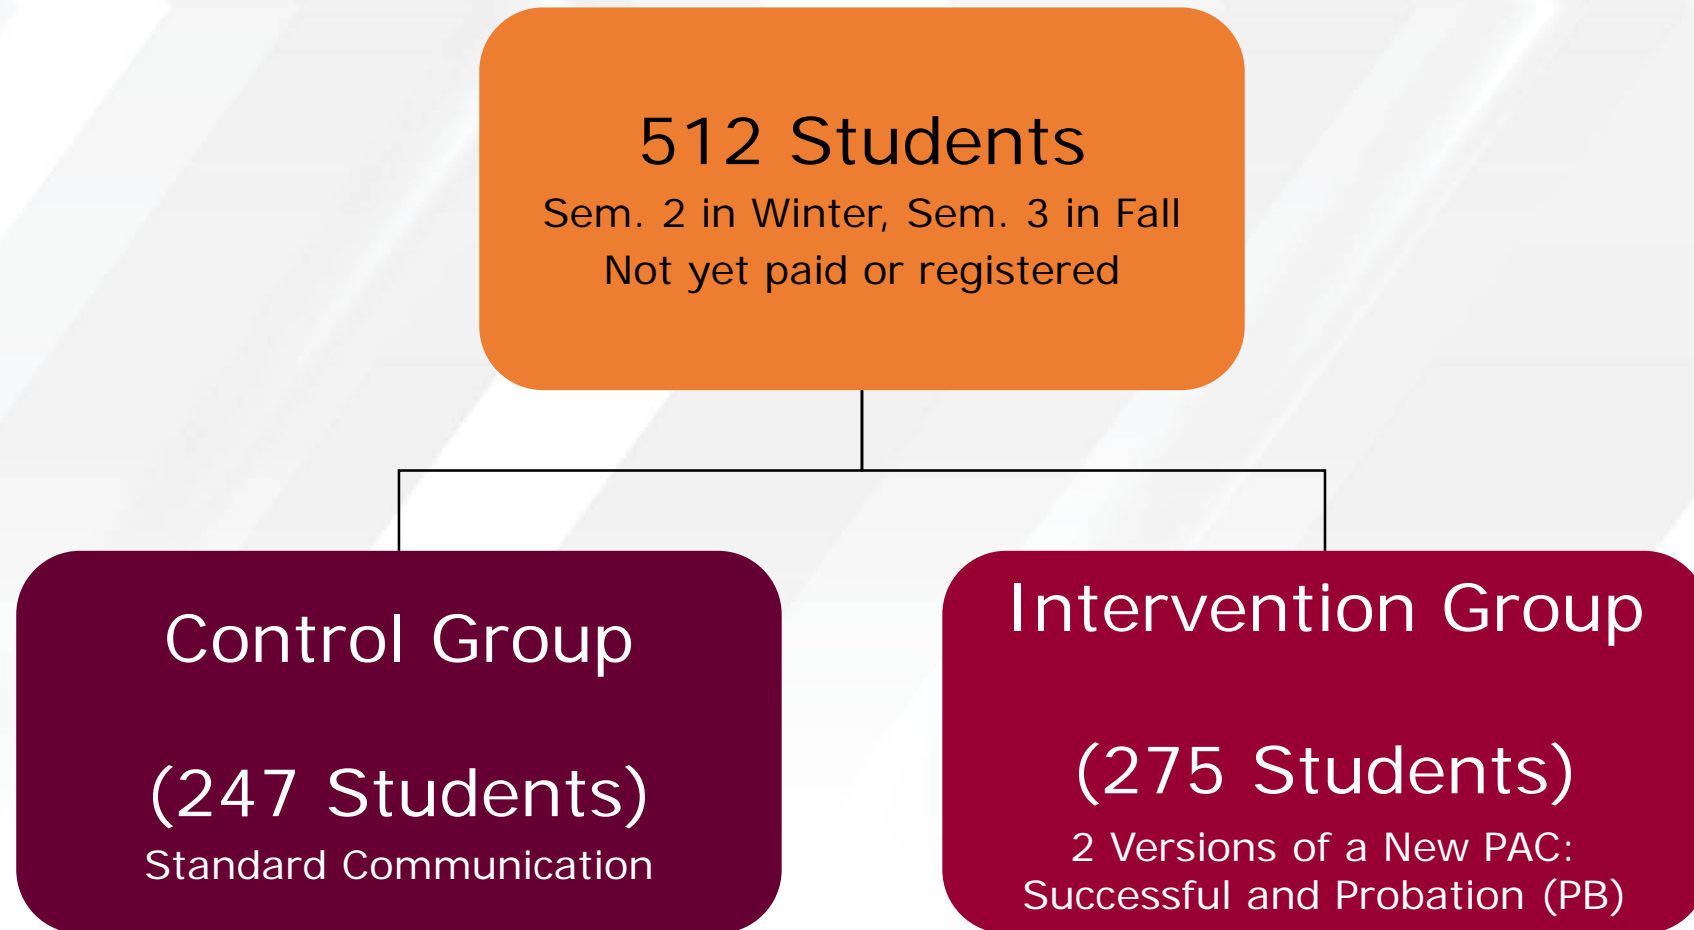 512 Students
Sem. 2 in Winter, Sem. 3 in Fall
Not yet paid or registered
Control Group
(247 Students)
Standard Communication
Intervention Group
(275 Students)
2 Versions of a New PAC:
Successful and Probation (PB)